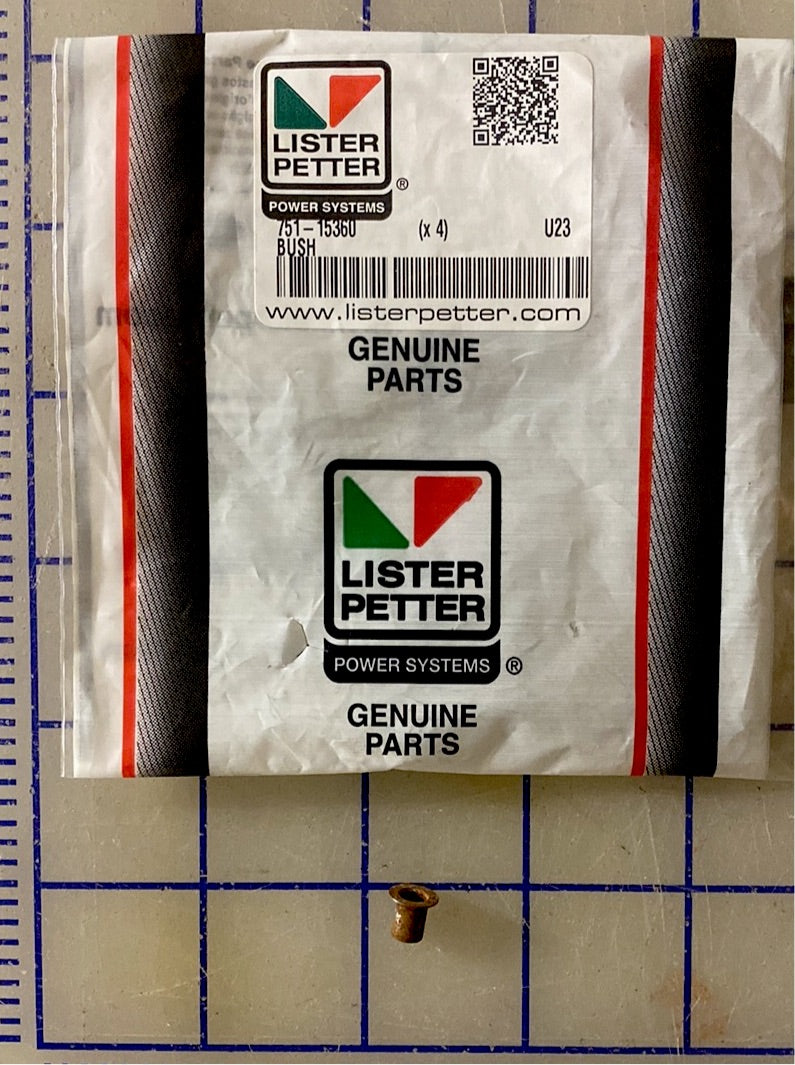 LISTER
PETTER
®
POWER SYSTEMS
751-15360 (x 4) U23
BUSH
www.listerpetter.com
GENUINE
PARTS
LISTER
PETTER
POWER SYSTEMS ®
GENUINE
PARTS